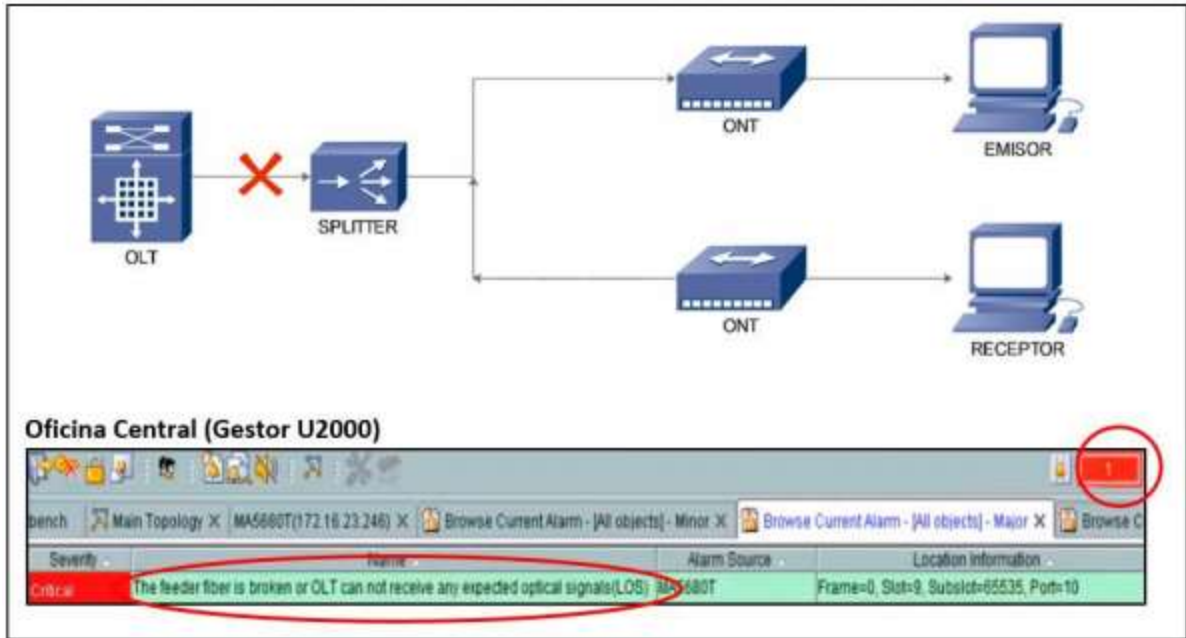 ONT
EMISOR
SPLITTER
OLT
ONT
RECEPTOR
Oficina Central (Gestor U2000)
1
bench Main Topology X MA5680T(172.16.23.246) X Browse Current Alarm - [All objects] - Minor X Browse Current Alarm - [All objects] - Major X Browse C
Severity Name Alarm Source Location Information
Critical The feeder fiber is broken or OLT can not receive any expected optical signals(LOS) MA5680T Frame=0, Slot=9, Subslot=65535, Port=10